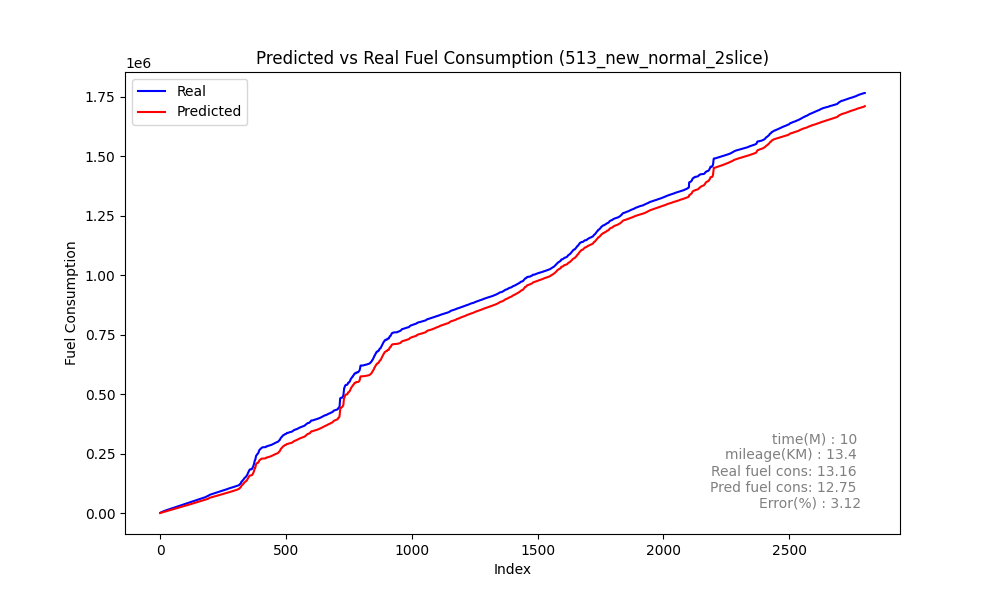 Predicted vs Real Fuel Consumption (513_new_normal_2slice)
1e6
Real
Predicted
1.75
1.50
1.25
1.00
0.75
0.50
0.25
0.00
Fuel Consumption
time(M) : 10
mileage(KM) : 13.4
Real fuel cons: 13.16
Pred fuel cons: 12.75
Error(%) : 3.12
0 500 1000 1500 2000 2500
Index